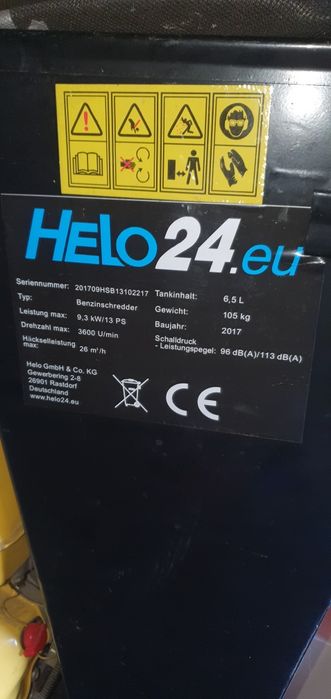 HELO24.eu
Seriennummer: 201709HSB13102217
Typ: Benzinschredder
Leistung max: 9,3 kW/13 PS
Drehzahl max: 3600 U/min
Häckselleistung
max: 26 m³/h
Tankinhalt: 6,5 L
Gewicht: 105 kg
Baujahr: 2017
Schalldruck
- Leistungspegel: 96 dB(A)/113 dB(A)
Helo GmbH & Co. KG
Gewerbering 2-8
26901 Rastdorf
Deutschland
www.helo24.eu
CE